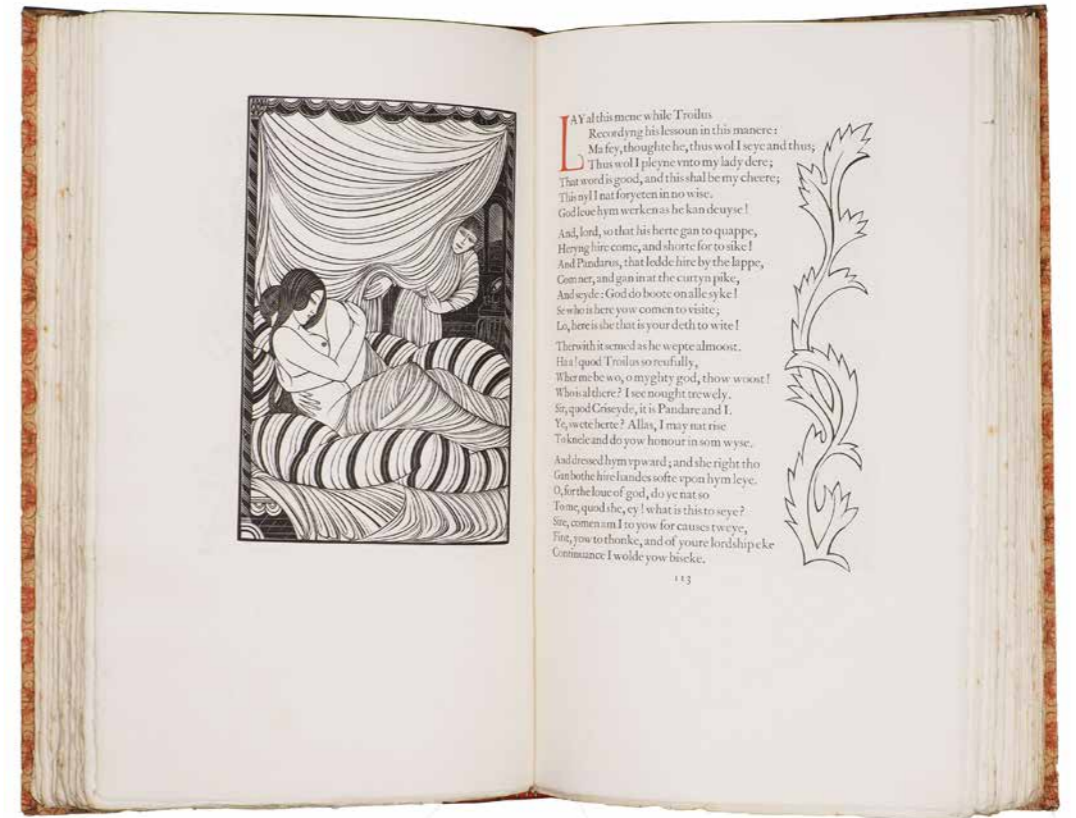 LAY al this mene while Troilus
Recordyng his lessoun in this manere:
Ma fey, thoughte he, thus wol I seye and thus;
Thus wol I pleyne vnto my lady dere;
That word is good, and this shal be my cheere;
This nyl I nat foryeten in no wise.
God leue hym werken as he kan deuyse!
And, lord, so that his herte gan to quappe,
Heryng hire come, and shorte for to sike!
And Pandarus, that ledde hire by the lappe,
Com ner, and gan in at the curtyn pike,
And seyde: God do boote on alle syke!
Se who is here yow comen to visite;
Lo, here is she that is your deth to wite!
Therwith it semed as he wepte almoost.
Ha a! quod Troilus so reufully,
Wher me be wo, o myghty god, thow woost!
Who is al there? I see nought trewely.
Sir, quod Criseyde, it is Pandare and I.
Ye, swete herte? Allas, I may nat rise
To knele and do yow honour in som wyse.
And dressed hym vpward; and she right tho
Gan bothe hire handes softe vpon hym leye.
O, for the loue of god, do ye nat so
To me, quod she, ey! what is this to seye?
Sire, comen am I to yow for causes tweye,
First, yow to thonke, and of youre lordship eke
Continuance I wolde yow biseke.
113